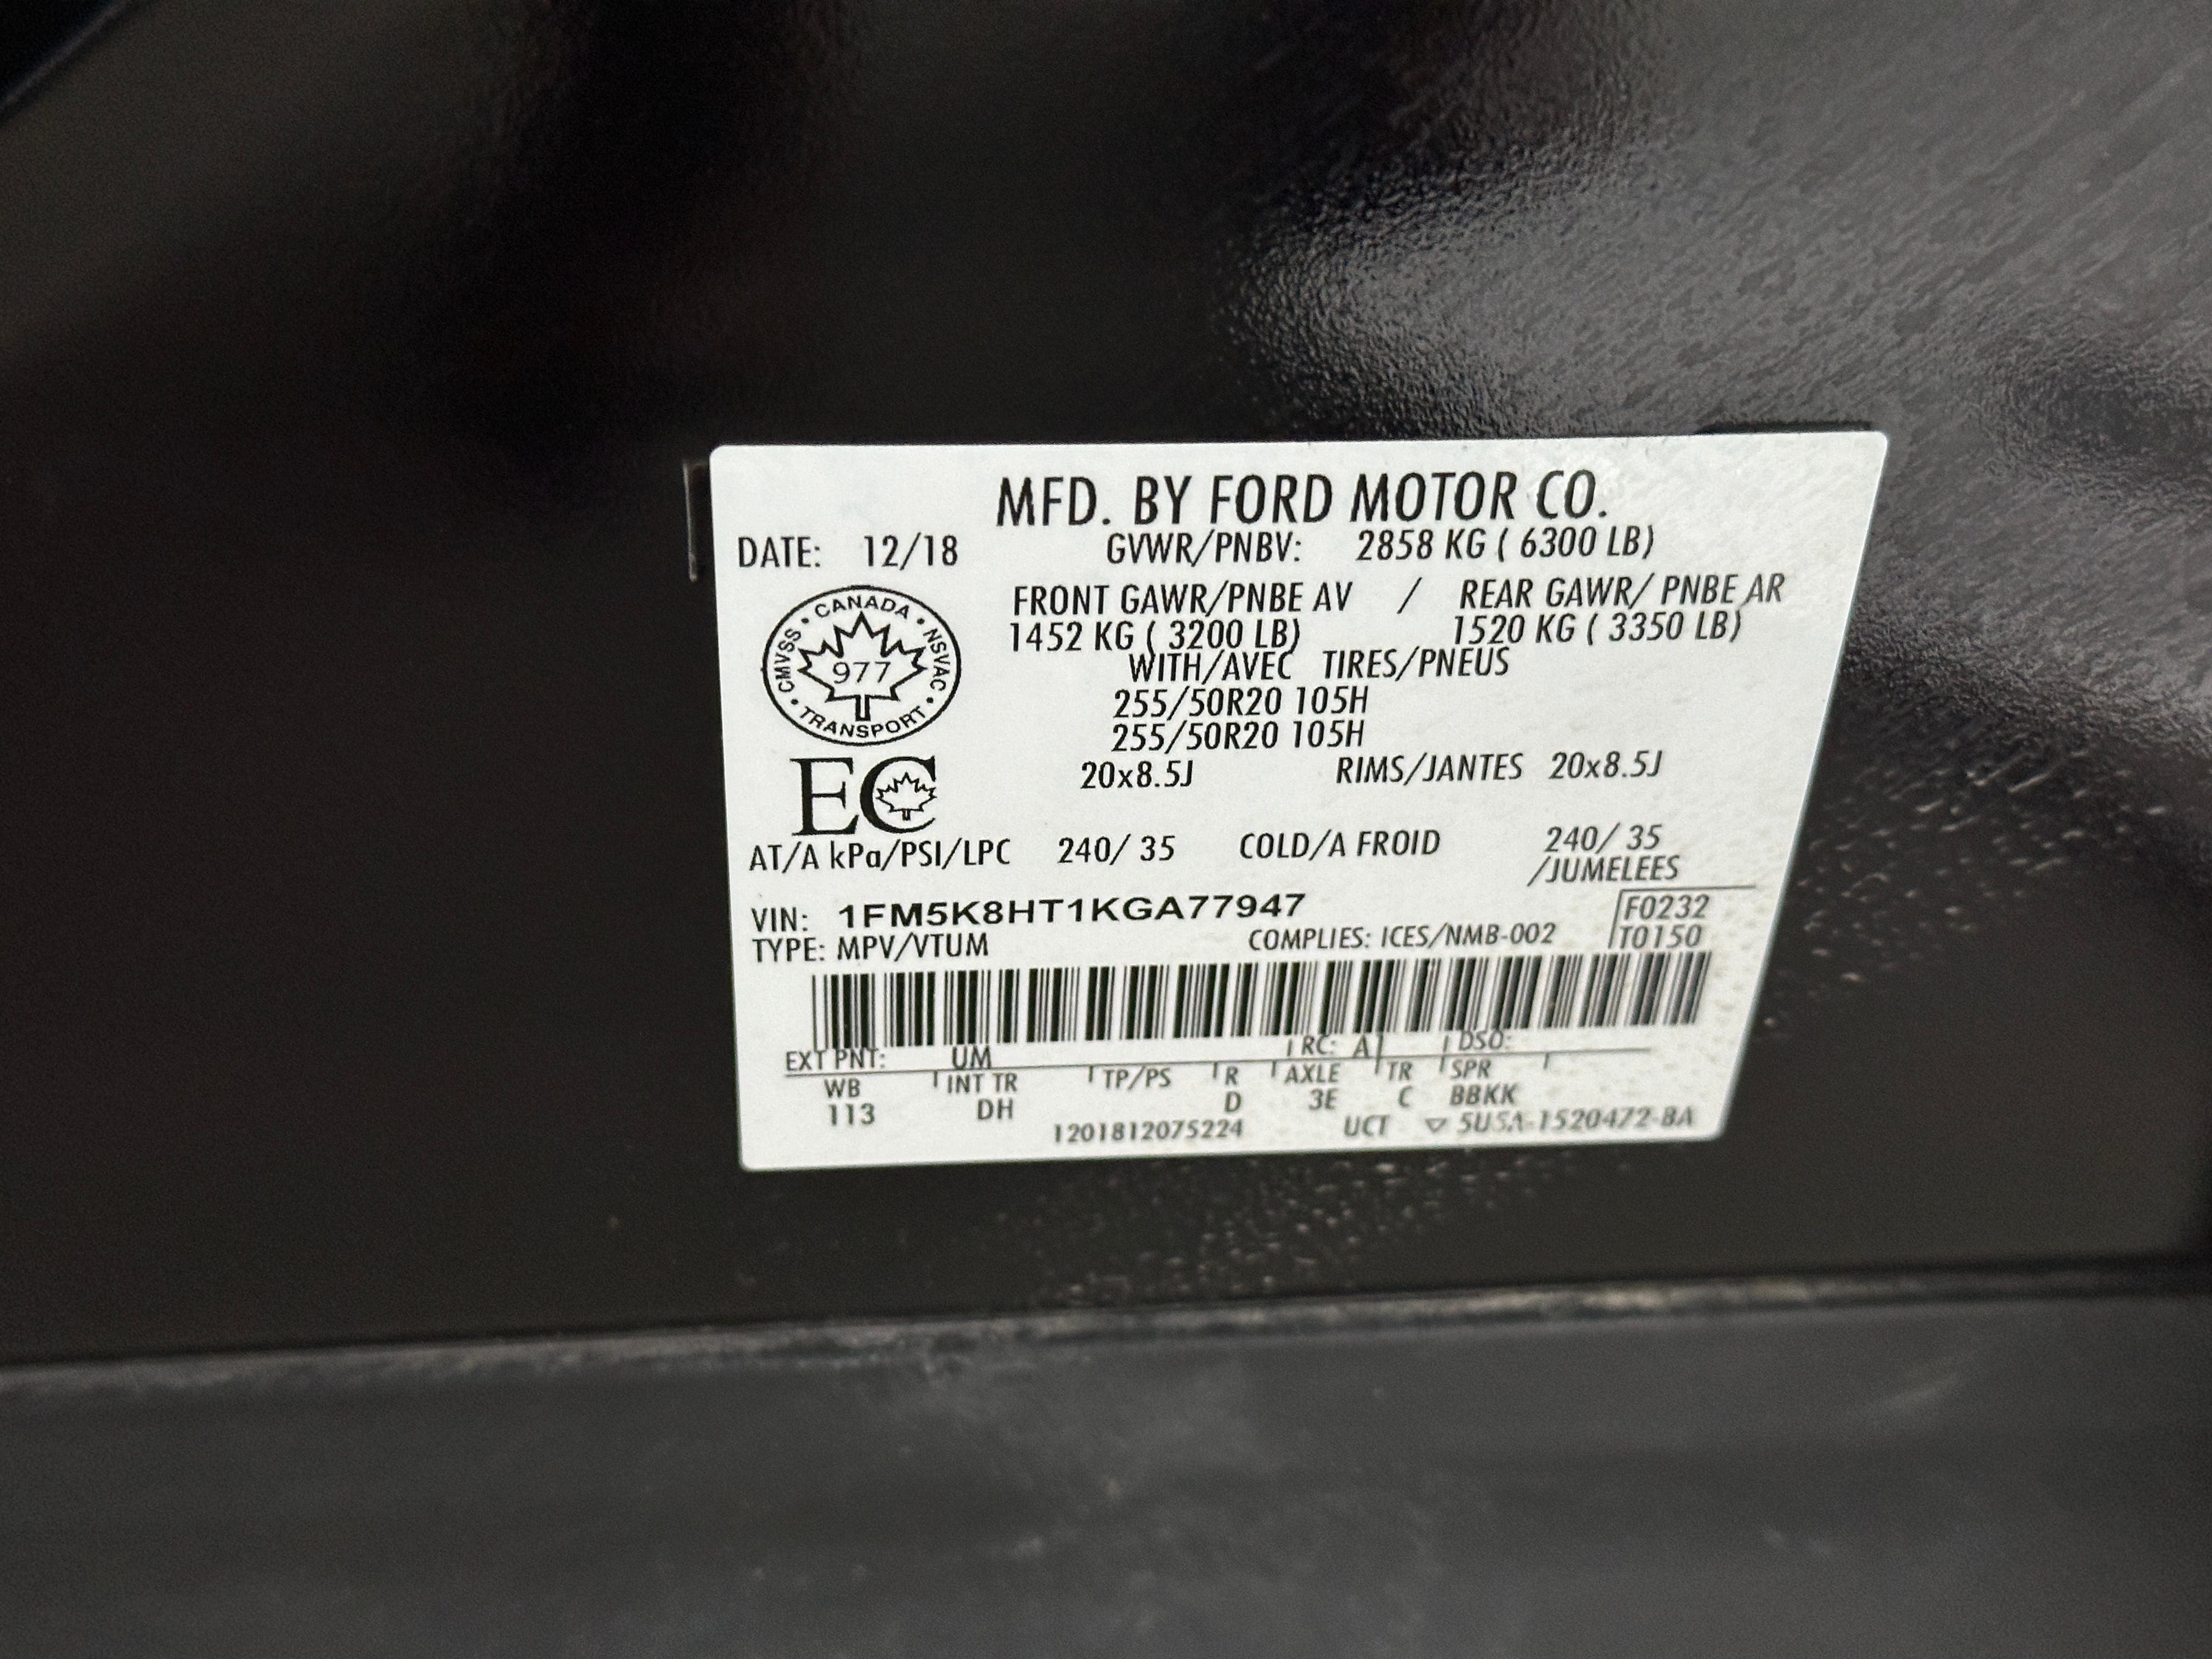 MFD. BY FORD MOTOR CO.
DATE: 12/18 GVWR/PNBV: 2858 KG ( 6300 LB)
FRONT GAWR/PNBE AV / REAR GAWR/ PNBE AR
1452 KG ( 3200 LB) 1520 KG ( 3350 LB)
WITH/AVEC TIRES/PNEUS
255/50R20 105H
255/50R20 105H
20x8.5J RIMS/JANTES 20x8.5J
CANADA • NSVAC • TRANSPORT • CMVSS •
977
EC
AT/A kPa/PSI/LPC 240/ 35 COLD/A FROID 240/ 35
/JUMELEES
VIN: 1FM5K8HT1KGA77947 F0232
TYPE: MPV/VTUM COMPLIES: ICES/NMB-002 T0150
EXT PNT: UM RC: A DSO:
WB INT TR TP/PS R AXLE TR SPR
113 DH D 3E C BBKK
1201812075224 UCT ▽ 5U5A-1520472-BA